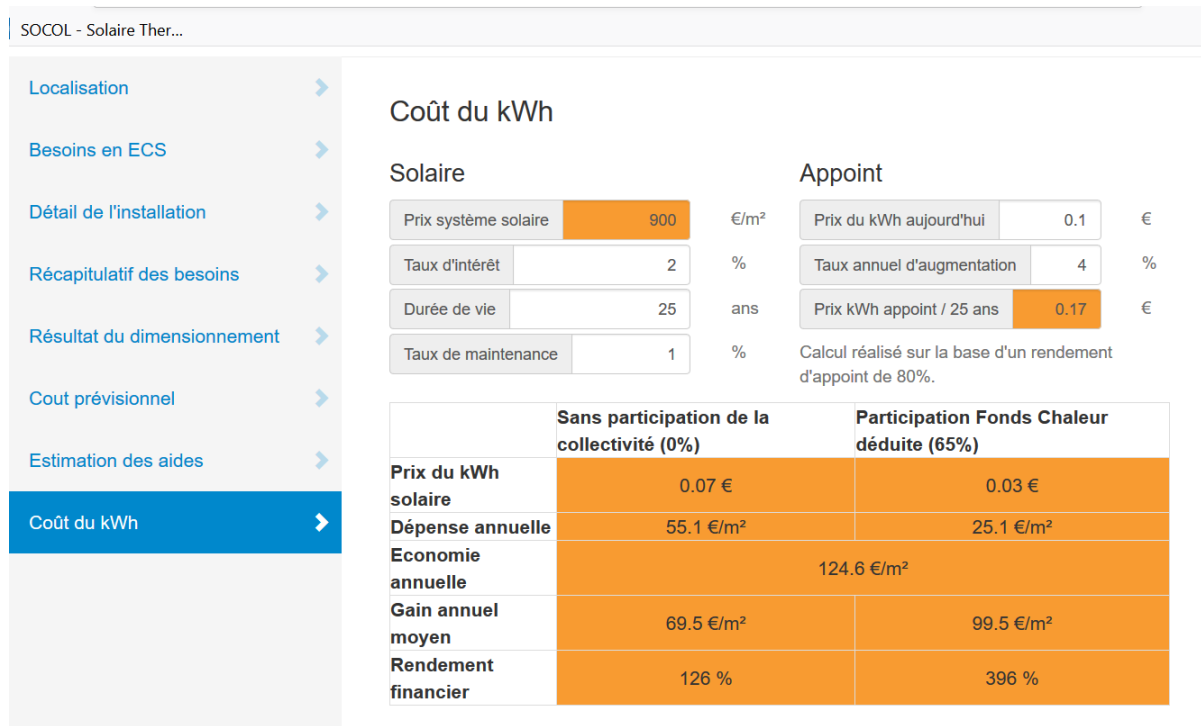 SOCOL - Solaire Ther...
Localisation
Besoins en ECS
Détail de l'installation
Récapitulatif des besoins
Résultat du dimensionnement
Cout prévisionnel
Estimation des aides
Coût du kWh
Coût du kWh
Solaire
Prix système solaire 900 €/m²
Taux d'intérêt 2 %
Durée de vie 25 ans
Taux de maintenance 1 %
Appoint
Prix du kWh aujourd'hui 0.1 €
Taux annuel d'augmentation 4 %
Prix kWh appoint / 25 ans 0.17 €
Calcul réalisé sur la base d'un rendement
d'appoint de 80%.
Sans participation de la
collectivité (0%)
Participation Fonds Chaleur
déduite (65%)
Prix du kWh
solaire
0.07 € 0.03 €
Dépense annuelle 55.1 €/m² 25.1 €/m²
Economie
annuelle
124.6 €/m²
Gain annuel
moyen
69.5 €/m² 99.5 €/m²
Rendement
financier
126 % 396 %